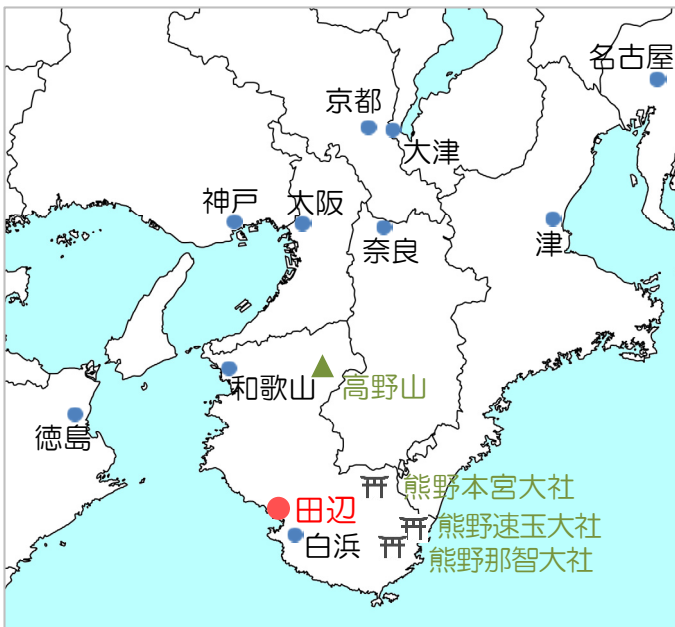 名古屋
京都
大津
神戸
大阪
奈良
津
和歌山
高野山
徳島
熊野本宮大社
田辺
熊野速玉大社
白浜
熊野那智大社